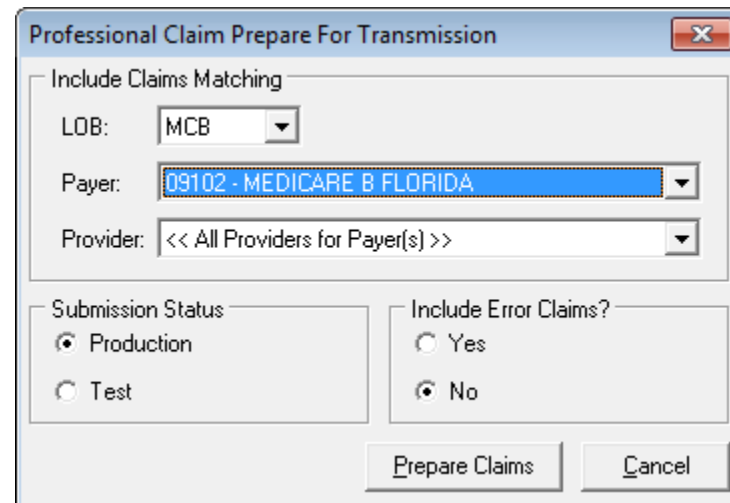 Professional Claim Prepare For Transmission
Include Claims Matching
LOB: MCB
Payer: 09102 - MEDICARE B FLORIDA
Provider: << All Providers for Payer(s) >>
Submission Status
Production
Test
Include Error Claims?
Yes
No
Prepare Claims Cancel